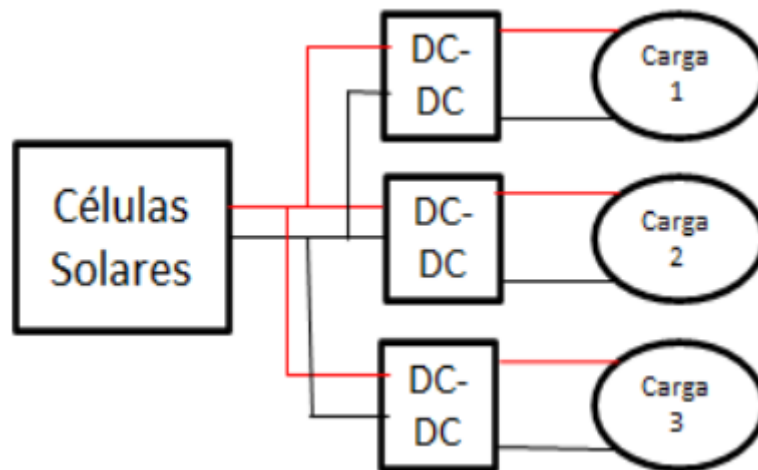 Células
Solares
DC-
DC
Carga
1
DC-
DC
Carga
2
DC-
DC
Carga
3